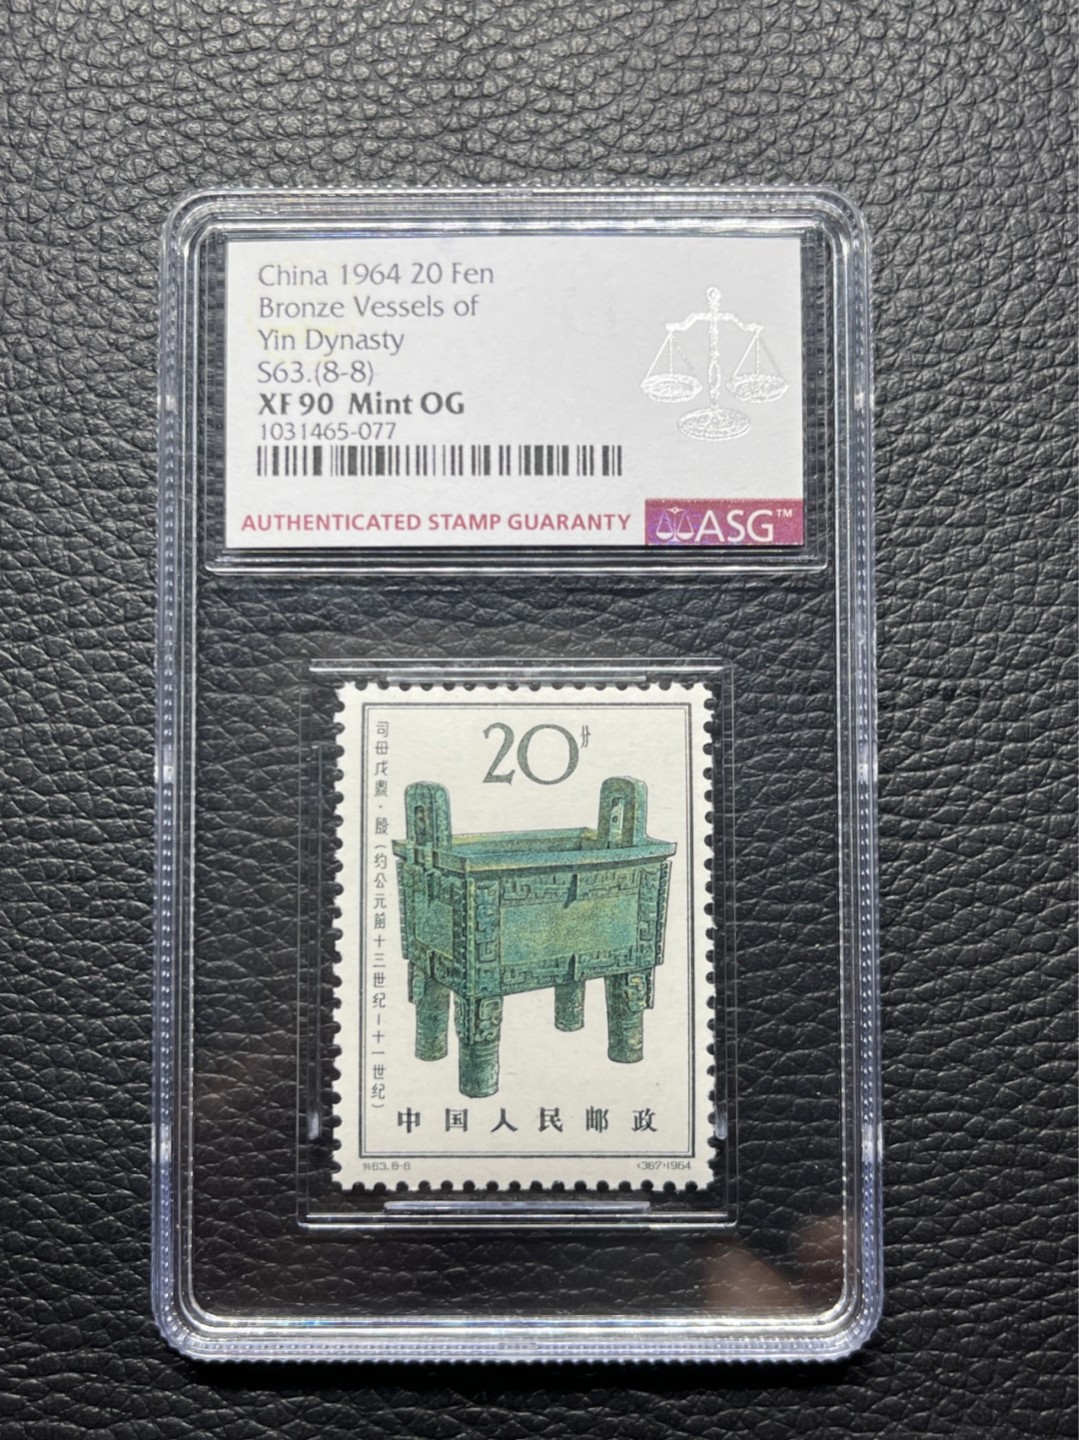 China 1964 20 Fen
Bronze Vessels of
Yin Dynasty
S63.(8-8)
XF 90 Mint OG
1031465-077
AUTHENTICATED STAMP GUARANTY
ASG™
20分
司母戊鼎·殷(约公元前十三世纪—十一世纪)
中国人民邮政
特63.8-8
(367)1964